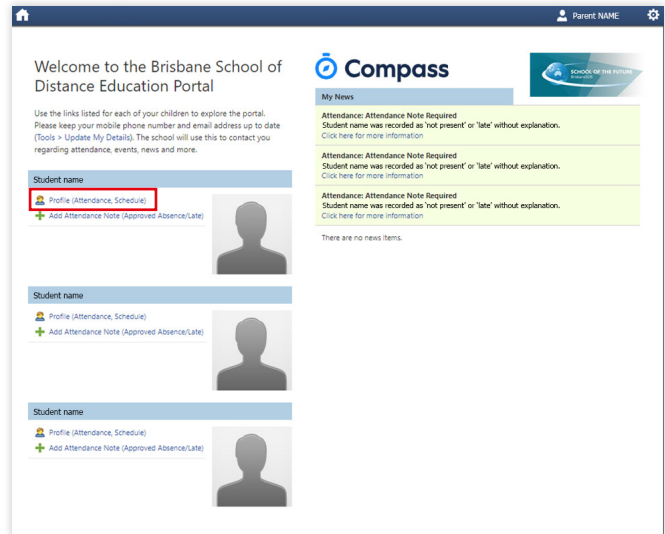 Parent NAME
Welcome to the Brisbane School of
Distance Education Portal
Use the links listed for each of your children to explore the portal.
Please keep your mobile phone number and email address up to date
(Tools > Update My Details). The school will use this to contact you
regarding attendance, events, news and more.
Student name
Profile (Attendance, Schedule)
Add Attendance Note (Approved Absence/Late)
Student name
Profile (Attendance, Schedule)
Add Attendance Note (Approved Absence/Late)
Student name
Profile (Attendance, Schedule)
Add Attendance Note (Approved Absence/Late)
Compass
SCHOOL OF THE FUTURE
My News
Attendance: Attendance Note Required
Student name was recorded as 'not present' or 'late' without explanation.
Click here for more information
Attendance: Attendance Note Required
Student name was recorded as 'not present' or 'late' without explanation.
Click here for more information
Attendance: Attendance Note Required
Student name was recorded as 'not present' or 'late' without explanation.
Click here for more information
There are no news items.